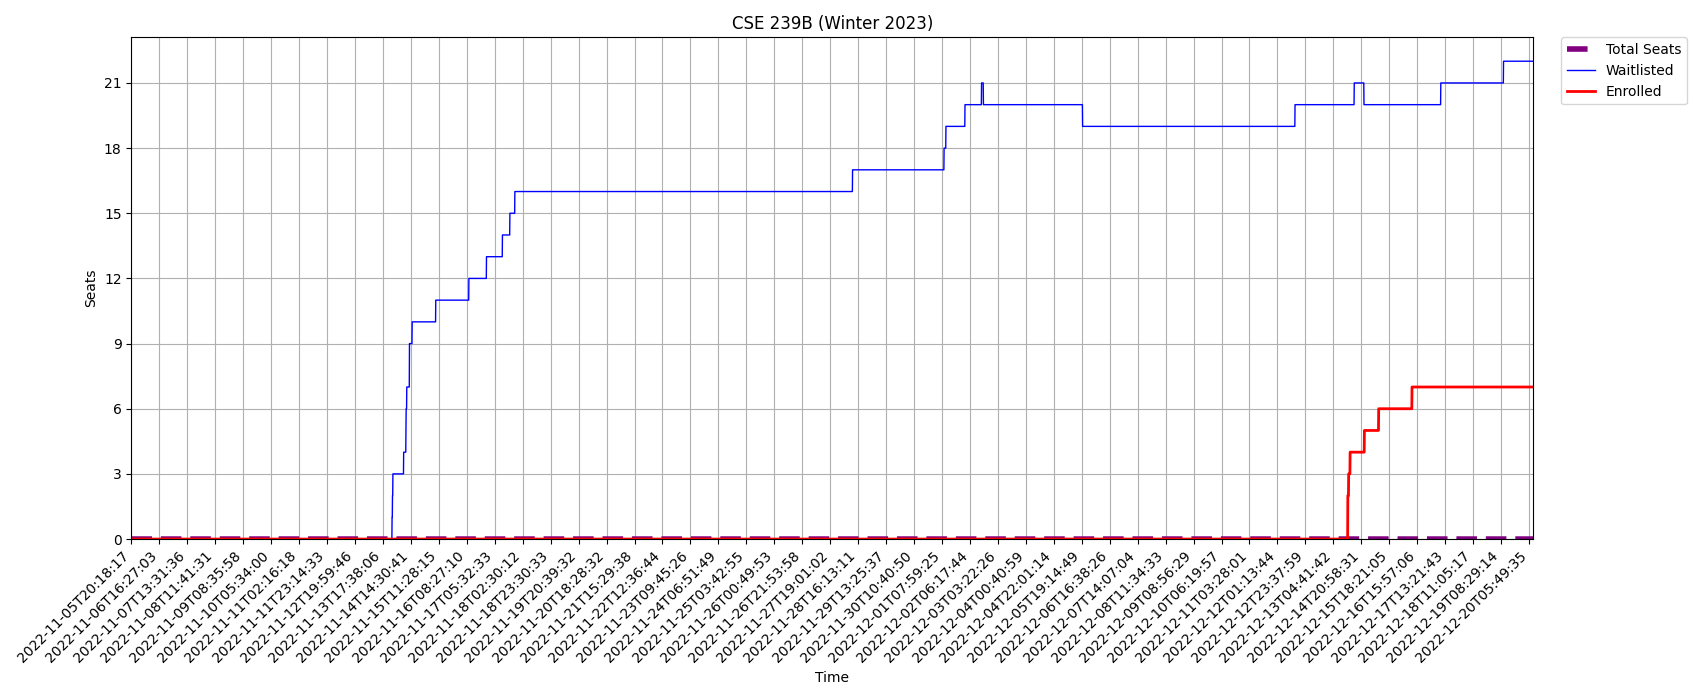 CSE 239B (Winter 2023)
Total Seats
Waitlisted
Enrolled
Seats
21
18
15
12
9
6
3
0
2022-11-05T20:18:17
2022-11-06T16:27:03
2022-11-07T13:31:36
2022-11-08T11:41:31
2022-11-09T08:35:58
2022-11-10T05:34:00
2022-11-11T02:16:18
2022-11-11T23:14:33
2022-11-12T19:59:46
2022-11-13T17:38:06
2022-11-14T14:30:41
2022-11-15T11:28:15
2022-11-16T08:27:10
2022-11-17T05:32:33
2022-11-18T02:30:12
2022-11-18T23:30:33
2022-11-19T20:39:32
2022-11-20T18:28:32
2022-11-21T15:29:38
2022-11-22T12:36:44
2022-11-23T09:45:26
2022-11-24T06:51:49
2022-11-25T03:42:55
2022-11-26T00:49:53
2022-11-26T21:53:58
2022-11-27T19:01:02
2022-11-28T16:13:11
2022-11-29T13:25:37
2022-11-30T10:40:50
2022-12-01T07:59:25
2022-12-02T06:17:44
2022-12-03T03:22:26
2022-12-04T00:40:59
2022-12-04T22:01:14
2022-12-05T19:14:49
2022-12-06T16:38:26
2022-12-07T14:07:04
2022-12-08T11:34:33
2022-12-09T08:56:29
2022-12-10T06:19:57
2022-12-11T03:28:01
2022-12-12T01:13:44
2022-12-12T23:37:59
2022-12-13T04:41:42
2022-12-14T20:58:31
2022-12-15T18:21:05
2022-12-16T15:57:06
2022-12-17T13:21:43
2022-12-18T11:05:17
2022-12-19T08:29:14
2022-12-20T05:49:35
Time